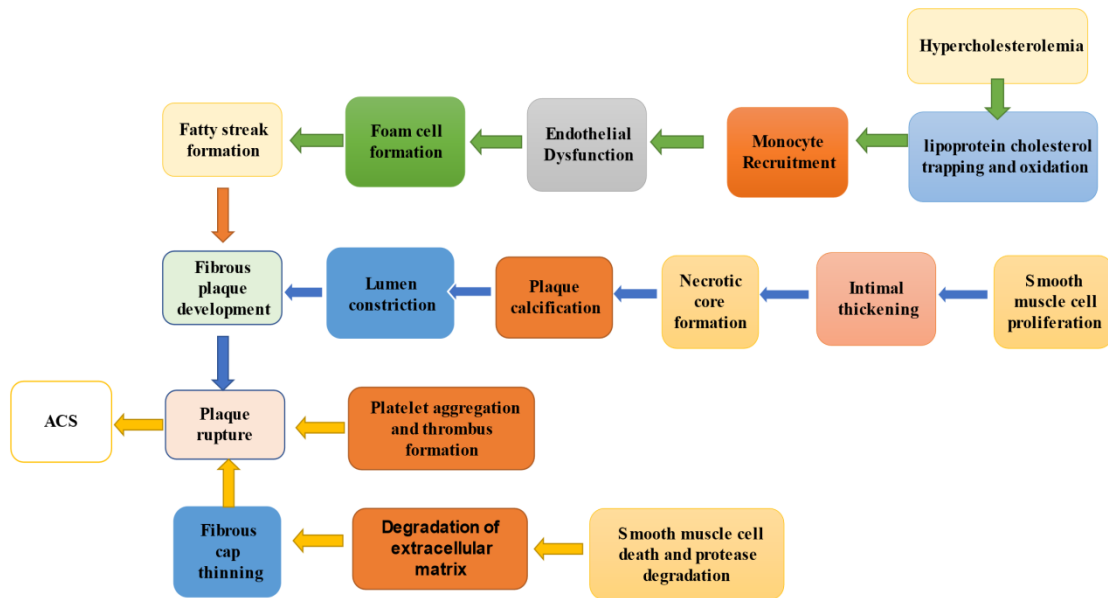 Hypercholesterolemia
Fatty streak
formation
Foam cell
formation
Endothelial
Dysfunction
Monocyte
Recruitment
lipoprotein cholesterol
trapping and oxidation
Fibrous
plaque
development
Lumen
constriction
Plaque
calcification
Necrotic
core
formation
Intimal
thickening
Smooth
muscle cell
proliferation
ACS
Plaque
rupture
Platelet aggregation
and thrombus
formation
Fibrous
cap
thinning
Degradation of
extracellular
matrix
Smooth muscle cell
death and protease
degradation